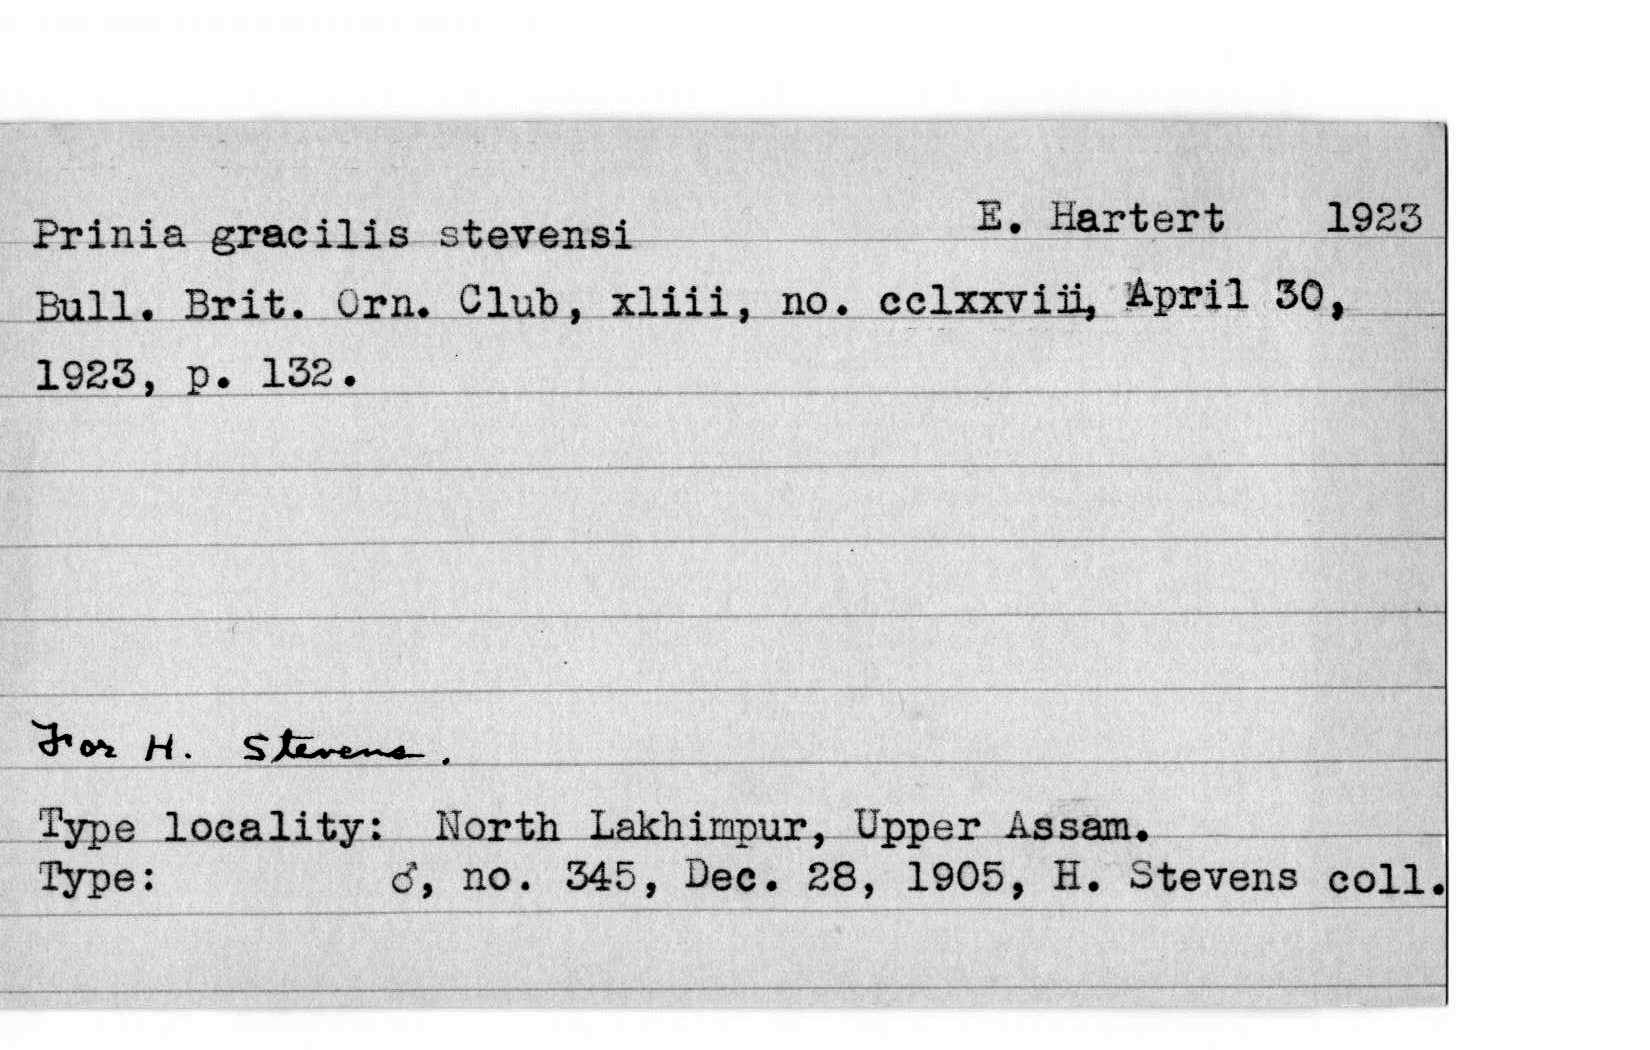 Prinia gracilis stevensi E. Hartert 1923
Bull. Brit. Orn. Club, xliii, no. cclxxviii, April 30,
1923, p. 132.
For H. Stevens.
Type locality: North Lakhimpur, Upper Assam.
Type: ♂, no. 345, Dec. 28, 1905, H. Stevens coll.